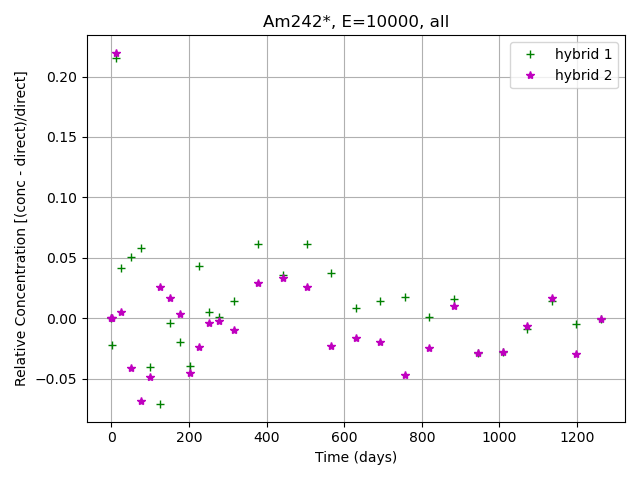 Am242*, E=10000, all
Relative Concentration [(conc - direct)/direct]
0.20
0.15
0.10
0.05
0.00
−0.05
hybrid 1
hybrid 2
0 200 400 600 800 1000 1200
Time (days)